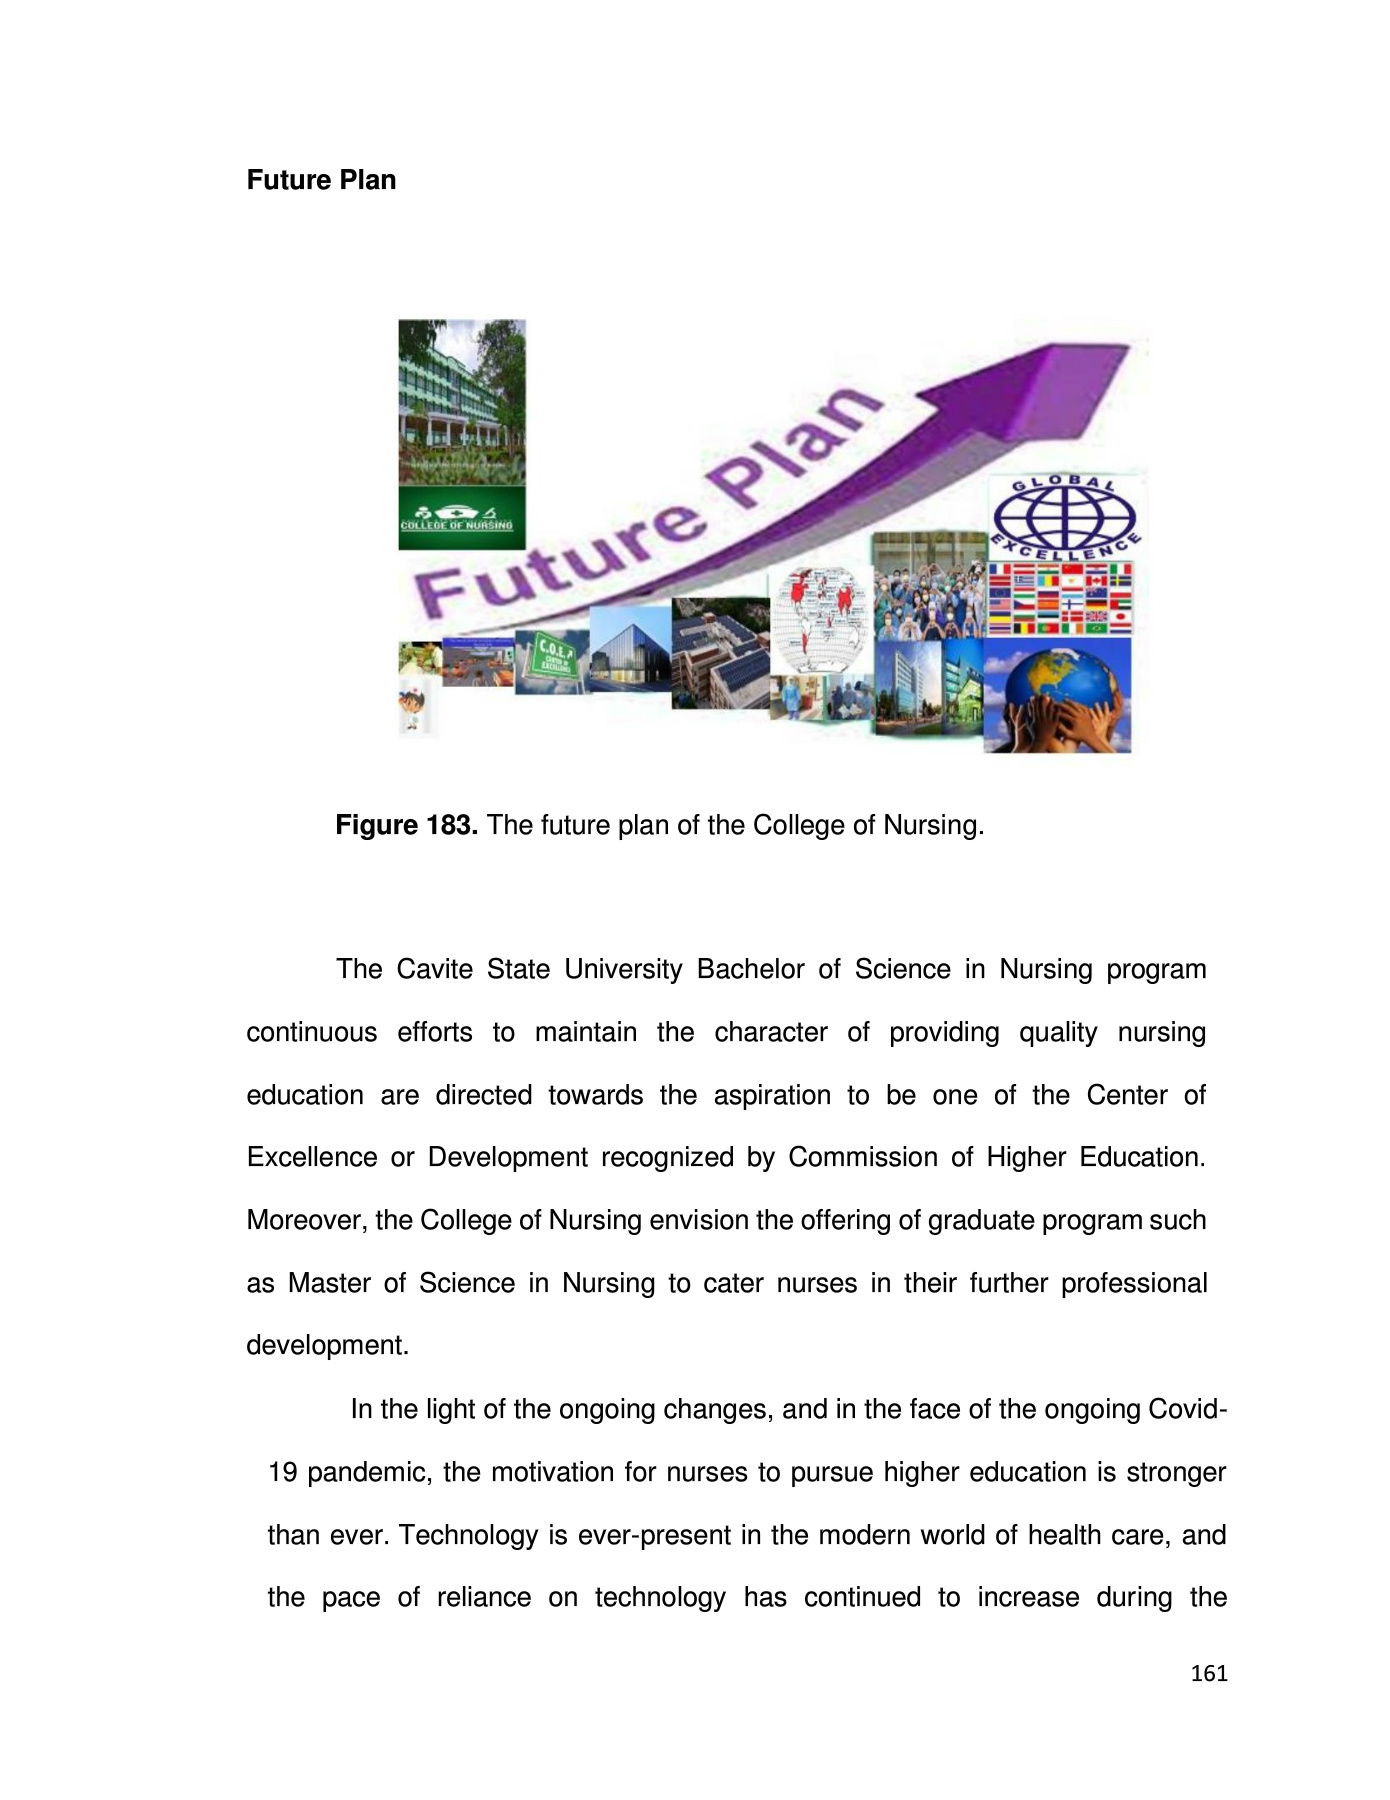 Future Plan
Future Plan
COLLEGE OF NURSING
GLOBAL
EXCELLENCE
C.O.E.
CENTER OF
EXCELLENCE
Figure 183. The future plan of the College of Nursing.
The Cavite State University Bachelor of Science in Nursing program
continuous efforts to maintain the character of providing quality nursing
education are directed towards the aspiration to be one of the Center of
Excellence or Development recognized by Commission of Higher Education.
Moreover, the College of Nursing envision the offering of graduate program such
as Master of Science in Nursing to cater nurses in their further professional
development.
In the light of the ongoing changes, and in the face of the ongoing Covid-
19 pandemic, the motivation for nurses to pursue higher education is stronger
than ever. Technology is ever-present in the modern world of health care, and
the pace of reliance on technology has continued to increase during the
161